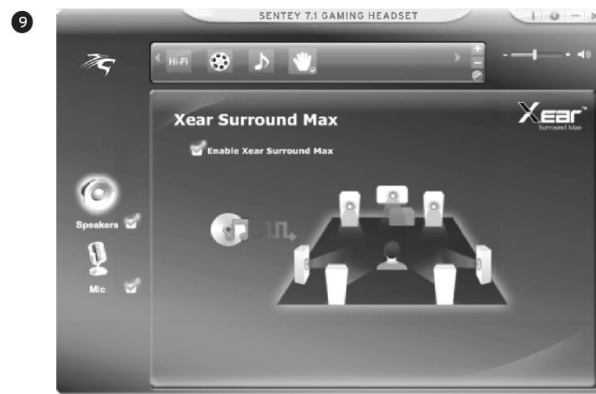 9
SENTEY 7.1 GAMING HEADSET
Hi-Fi
Xear Surround Max
Xear™
Surround Max
Enable Xear Surround Max
Speakers
Mic